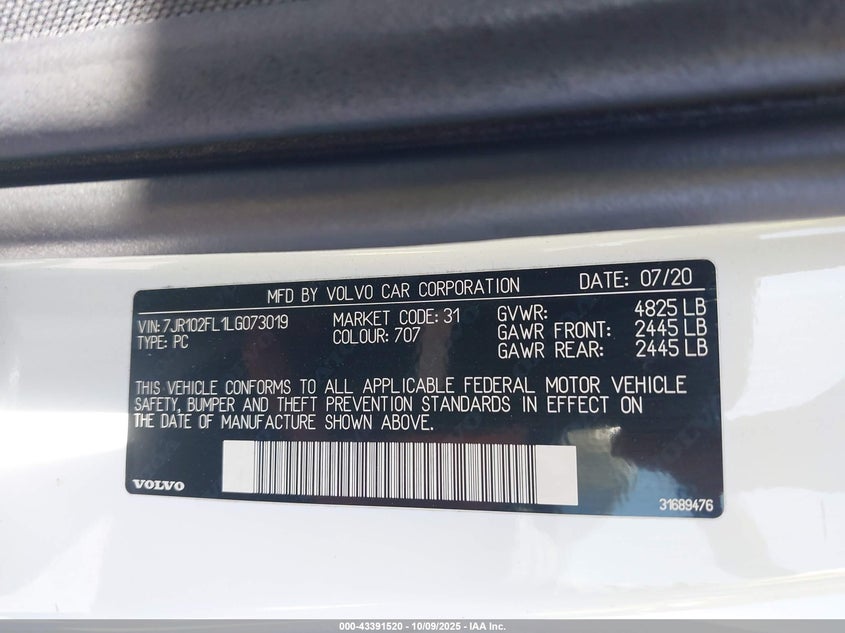 MFD BY VOLVO CAR CORPORATION DATE: 07/20
VIN: 7JR102FL1LG073019 MARKET CODE: 31 GVWR: 4825 LB
TYPE: PC COLOUR: 707 GAWR FRONT: 2445 LB
GAWR REAR: 2445 LB
THIS VEHICLE CONFORMS TO ALL APPLICABLE FEDERAL MOTOR VEHICLE
SAFETY, BUMPER AND THEFT PREVENTION STANDARDS IN EFFECT ON
THE DATE OF MANUFACTURE SHOWN ABOVE.
VOLVO 31689476
000-43391520 - 10/09/2025 - IAA Inc.